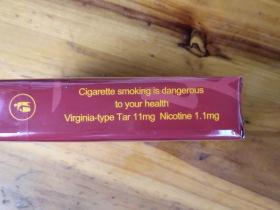 Cigarette smoking is dangerous
to your health
Virginia-type Tar 11mg Nicotine 1.1mg